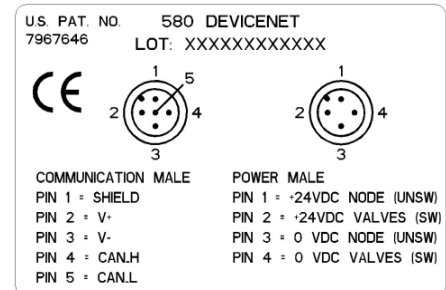 U.S. PAT. NO. 580 DEVICENET
7967646 LOT: XXXXXXXXXXXX
CE
1 5 1
2 4 2 4
3 3
COMMUNICATION MALE
PIN 1 = SHIELD
PIN 2 = V+
PIN 3 = V-
PIN 4 = CAN_H
PIN 5 = CAN_L
POWER MALE
PIN 1 = +24VDC NODE (UNSW)
PIN 2 = +24VDC VALVES (SW)
PIN 3 = 0 VDC NODE (UNSW)
PIN 4 = 0 VDC VALVES (SW)